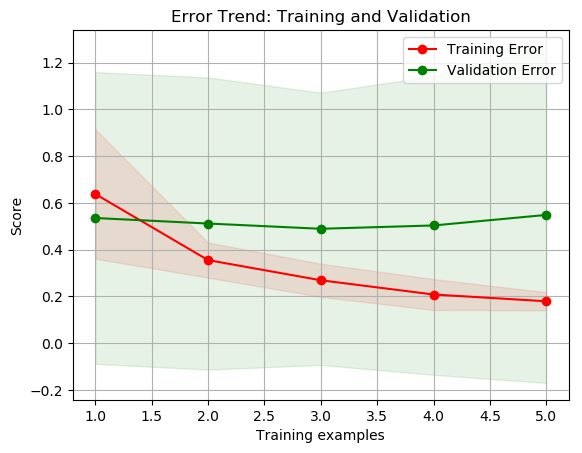 Error Trend: Training and Validation
Training Error
Validation Error
Score
1.2
1.0
0.8
0.6
0.4
0.2
0.0
−0.2
1.0 1.5 2.0 2.5 3.0 3.5 4.0 4.5 5.0
Training examples